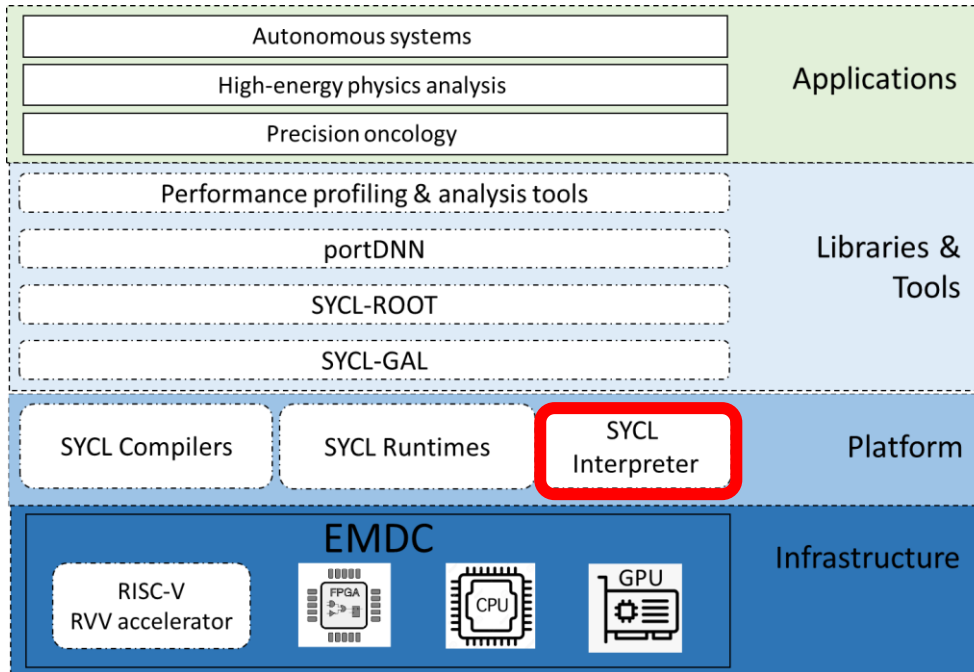 Autonomous systems
High-energy physics analysis
Precision oncology
Applications
Performance profiling & analysis tools
portDNN
SYCL-ROOT
SYCL-GAL
Libraries &
Tools
SYCL Compilers
SYCL Runtimes
SYCL
Interpreter
Platform
EMDC
RISC-V
RVV accelerator
FPGA
CPU
GPU
Infrastructure